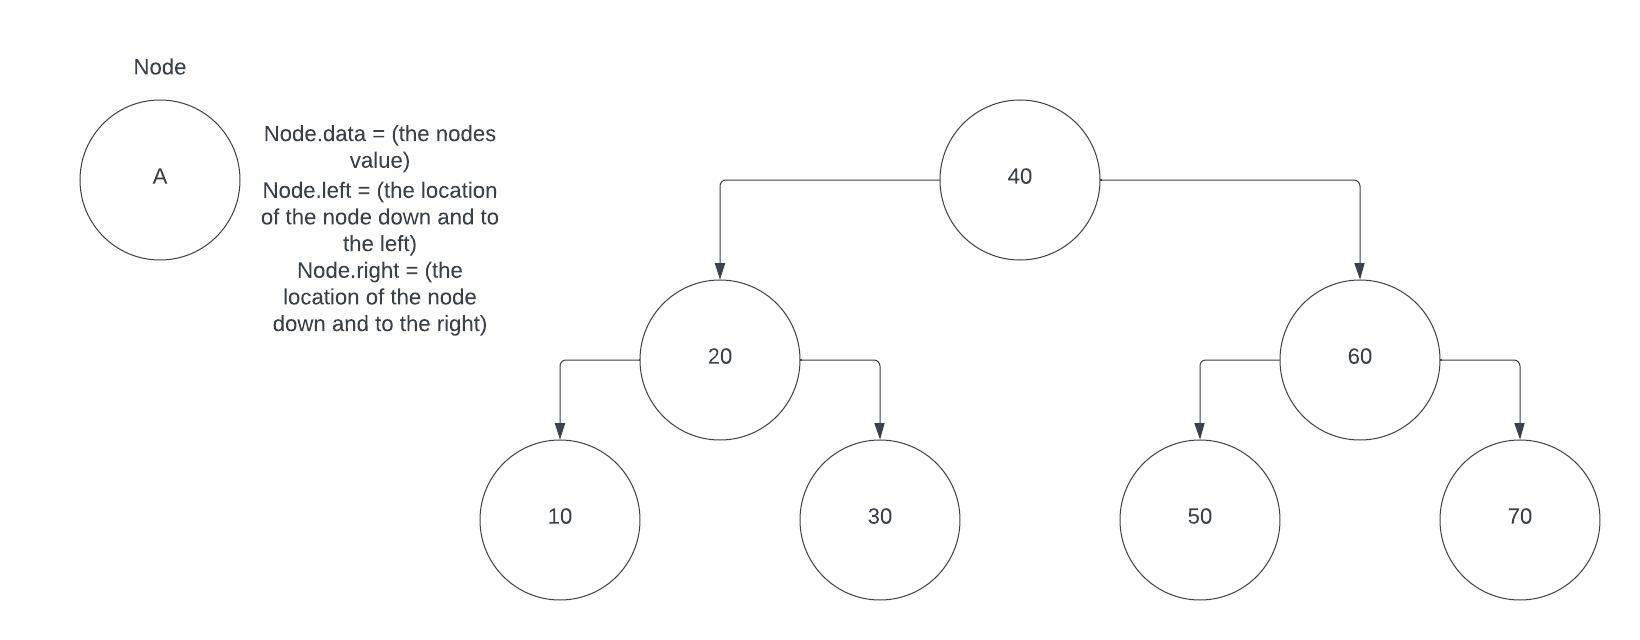 Node
A
Node.data = (the nodes
value)
Node.left = (the location
of the node down and to
the left)
Node.right = (the
location of the node
down and to the right)
40
20
60
10
30
50
70